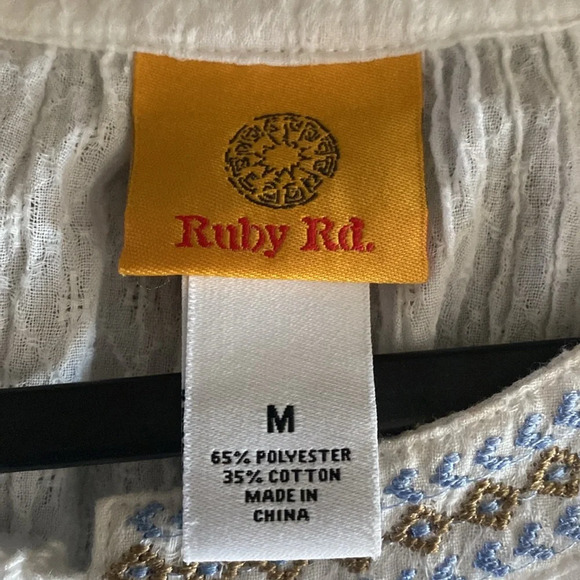 Ruby Rd.
M
65% POLYESTER
35% COTTON
MADE IN
CHINA